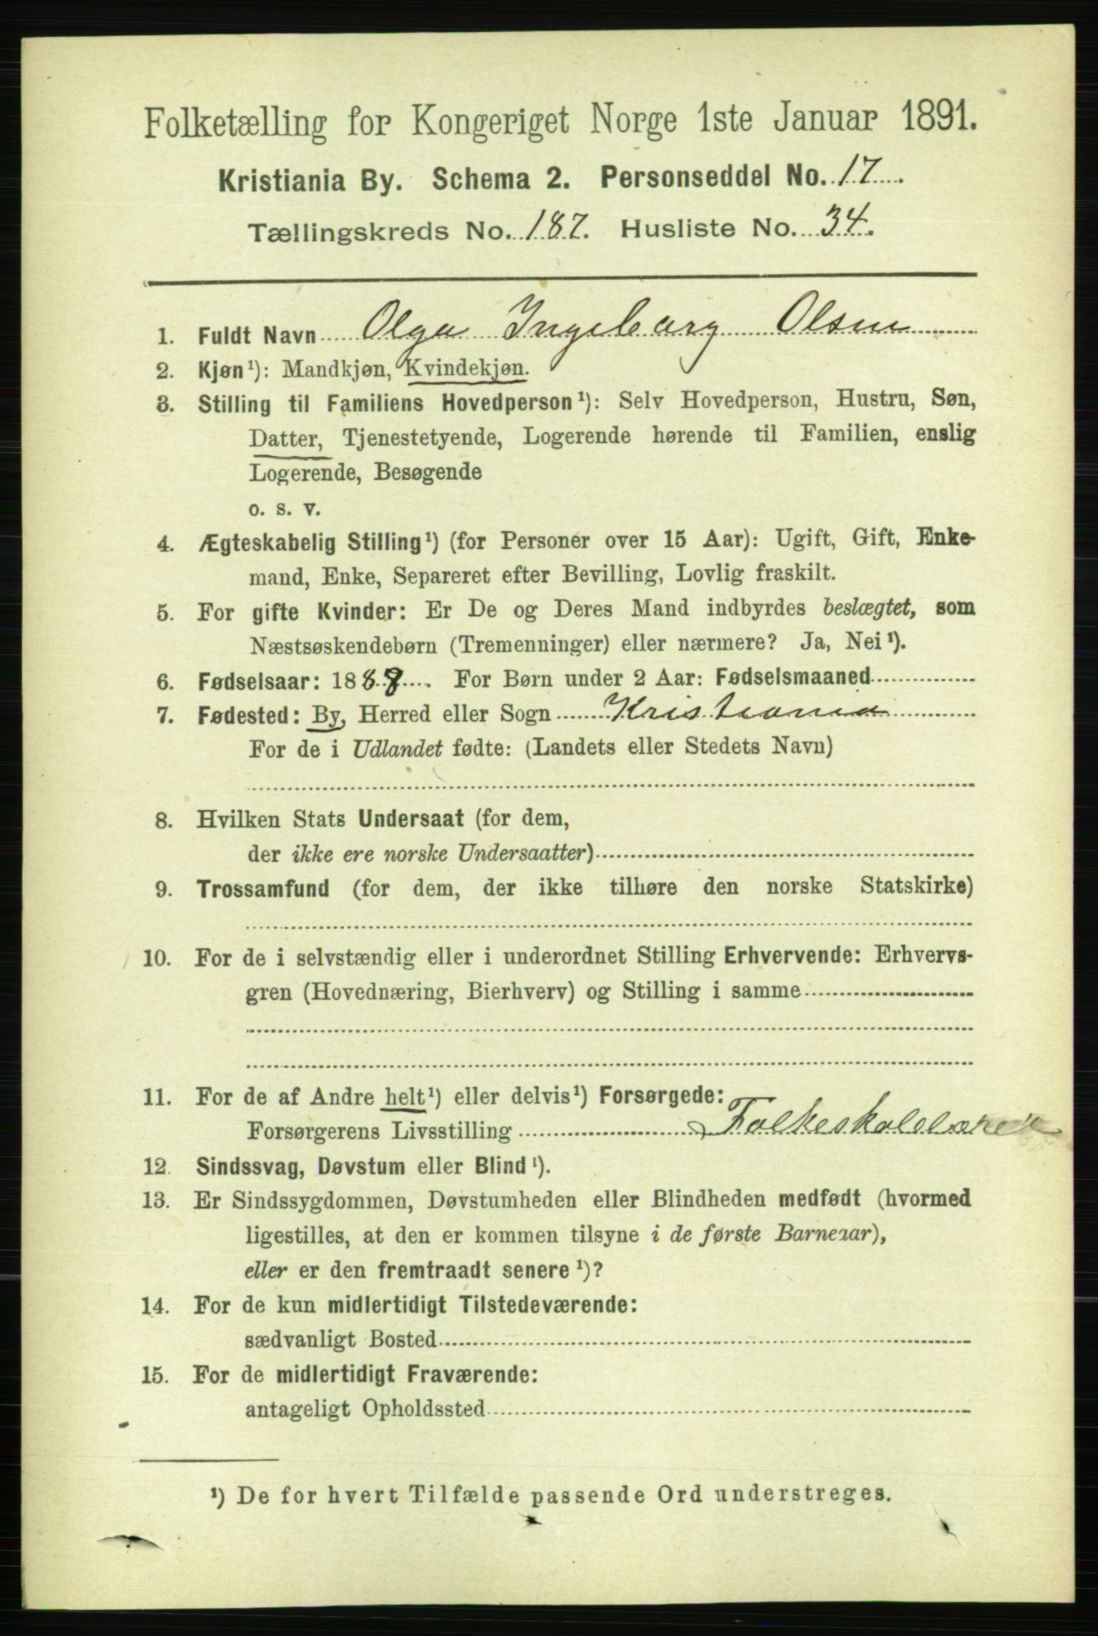 Folketælling for Kongeriget Norge 1ste Januar 1891.
Kristiania By. Schema 2. Personseddel No. 17.
Tællingskreds No. 187. Husliste No. 34.
1. Fuldt Navn Olga Ingeborg Olsen
2. Kjøn¹): Mandkjøn, Kvindekjøn.
3. Stilling til Familiens Hovedperson¹): Selv Hovedperson, Hustru, Søn,
Datter, Tjenestetyende, Logerende hørende til Familien, enslig
Logerende, Besøgende
o. s. v.
4. Ægteskabelig Stilling¹) (for Personer over 15 Aar): Ugift, Gift, Enke-
mand, Enke, Separeret efter Bevilling, Lovlig fraskilt.
5. For gifte Kvinder: Er De og Deres Mand indbyrdes beslægtet, som
Næstsøskendebørn (Tremenninger) eller nærmere? Ja, Nei¹).
6. Fødselsaar: 188. For Børn under 2 Aar: Fødselsmaaned
7. Fødested: By, Herred eller Sogn Kristiania
For de i Udlandet fødte: (Landets eller Stedets Navn)
8. Hvilken Stats Undersaat (for dem,
der ikke ere norske Undersaatter)
9. Trossamfund (for dem, der ikke tilhøre den norske Statskirke)
10. For de i selvstændig eller i underordnet Stilling Erhvervende: Erhvervs-
gren (Hovednæring, Bierhverv) og Stilling i samme
11. For de af Andre helt¹) eller delvis¹) Forsørgede:
Forsørgerens Livsstilling Folkeskolelærer
12. Sindssvag, Døvstum eller Blind¹).
13. Er Sindssygdommen, Døvstumheden eller Blindheden medfødt (hvormed
ligestilles, at den er kommen tilsyne i de første Barneaar),
eller er den fremtraadt senere¹)?
14. For de kun midlertidigt Tilstedeværende:
sædvanligt Bosted
15. For de midlertidigt Fraværende:
antageligt Opholdssted
¹) De for hvert Tilfælde passende Ord understreges.